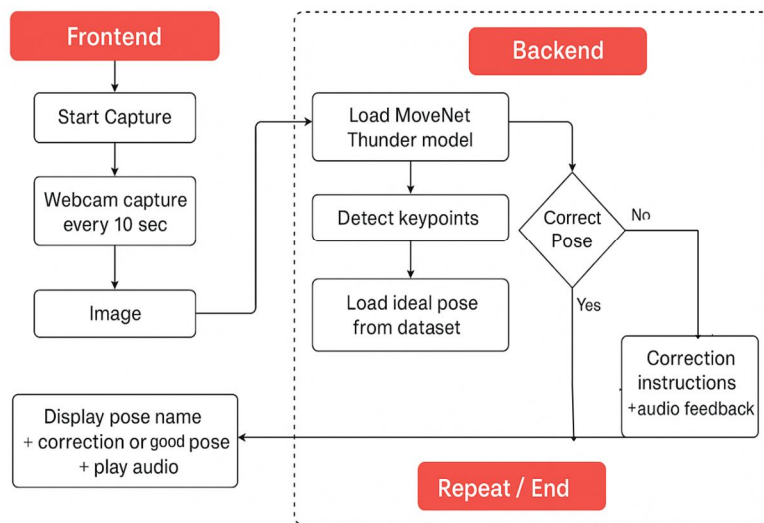 Frontend
Backend
Start Capture
Load MoveNet
Thunder model
Webcam capture
every 10 sec
Detect keypoints
Correct
Pose
No
Image
Load ideal pose
from dataset
Yes
Correction
instructions
+audio feedback
Display pose name
+ correction or good pose
+ play audio
Repeat / End